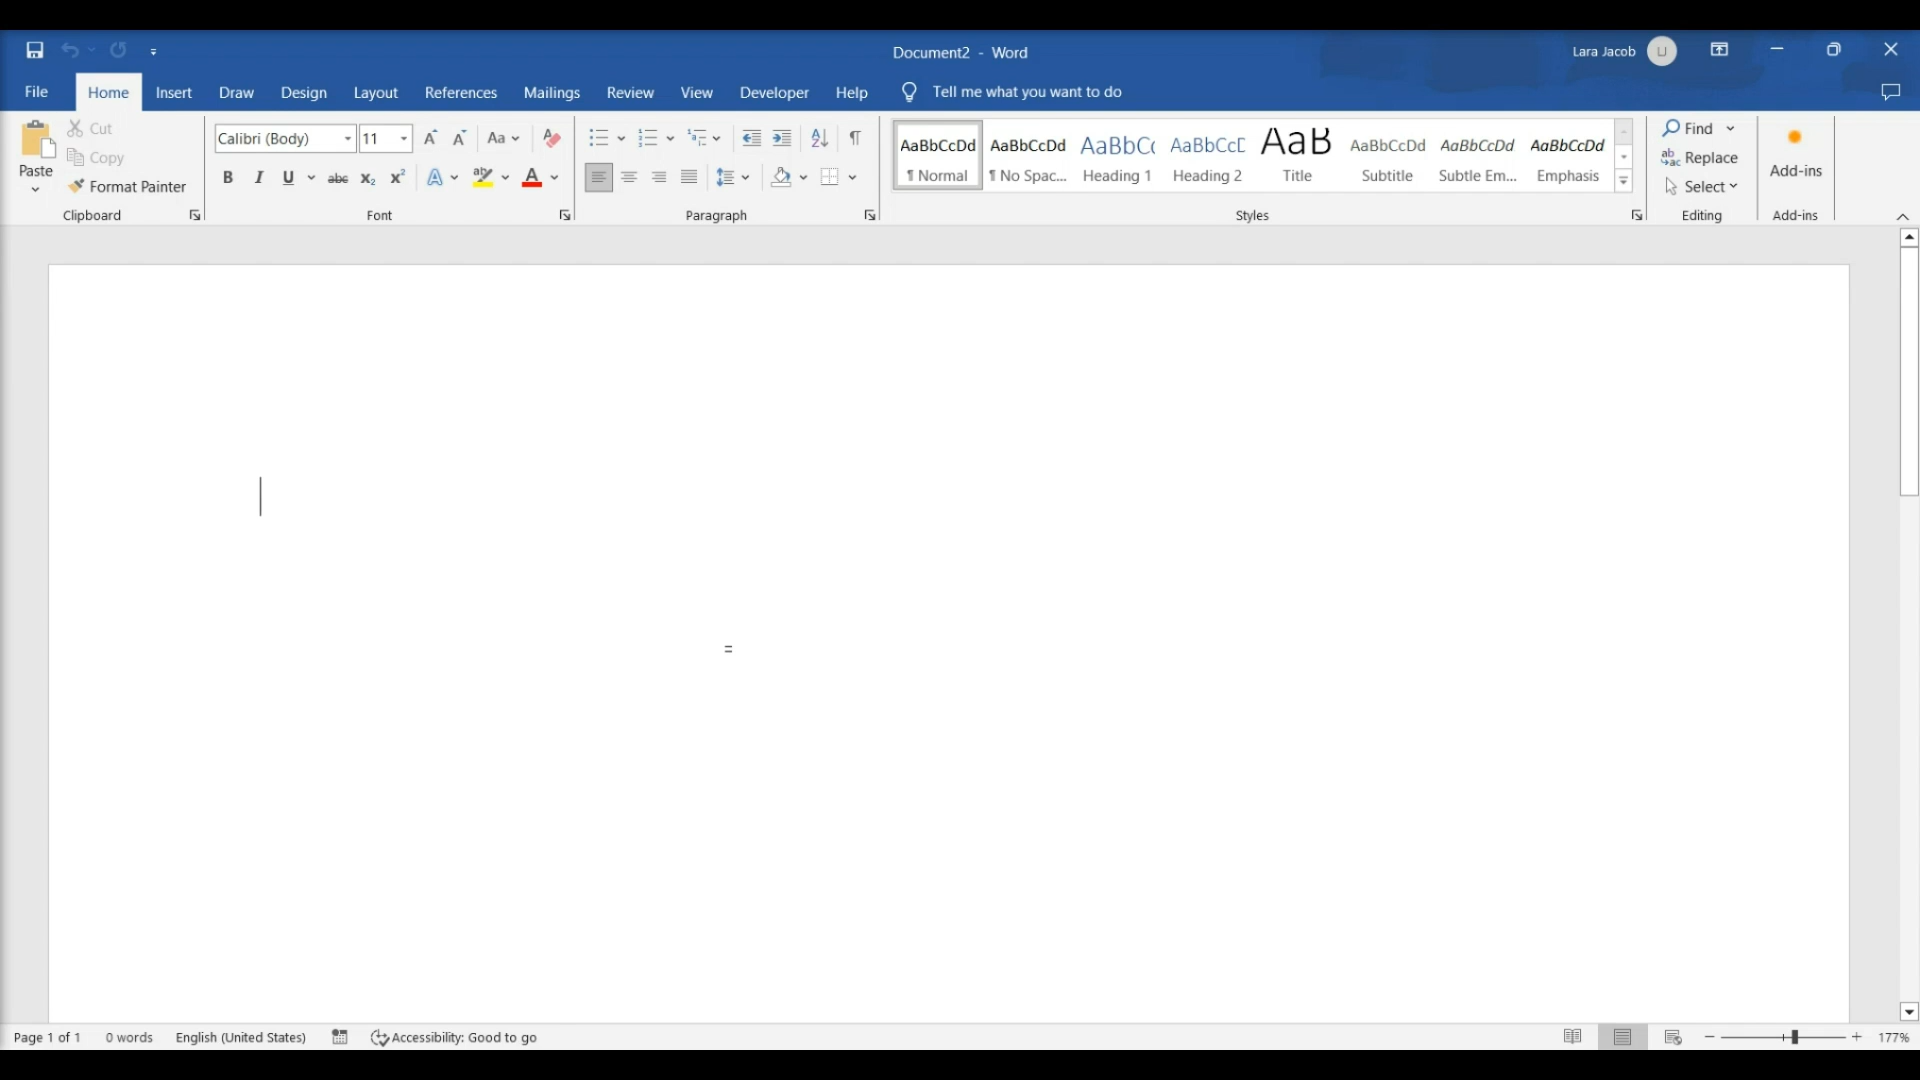 Document2 - Word
Lara Jacob LJ
File Home Insert Draw Design Layout References Mailings Review View Developer Help Tell me what you want to do
Paste
Cut
Copy
Format Painter
Clipboard
Calibri (Body) 11
Font
Paragraph
AaBbCcDd AaBbCcDd AaBbCc AaBbCcD AaB AaBbCcDd AaBbCcDd AaBbCcDd
¶ Normal ¶ No Spac... Heading 1 Heading 2 Title Subtitle Subtle Em... Emphasis
Styles
Find
Replace
Select
Editing
Add-ins
Add-ins
Page 1 of 1 0 words English (United States) Accessibility: Good to go 177%